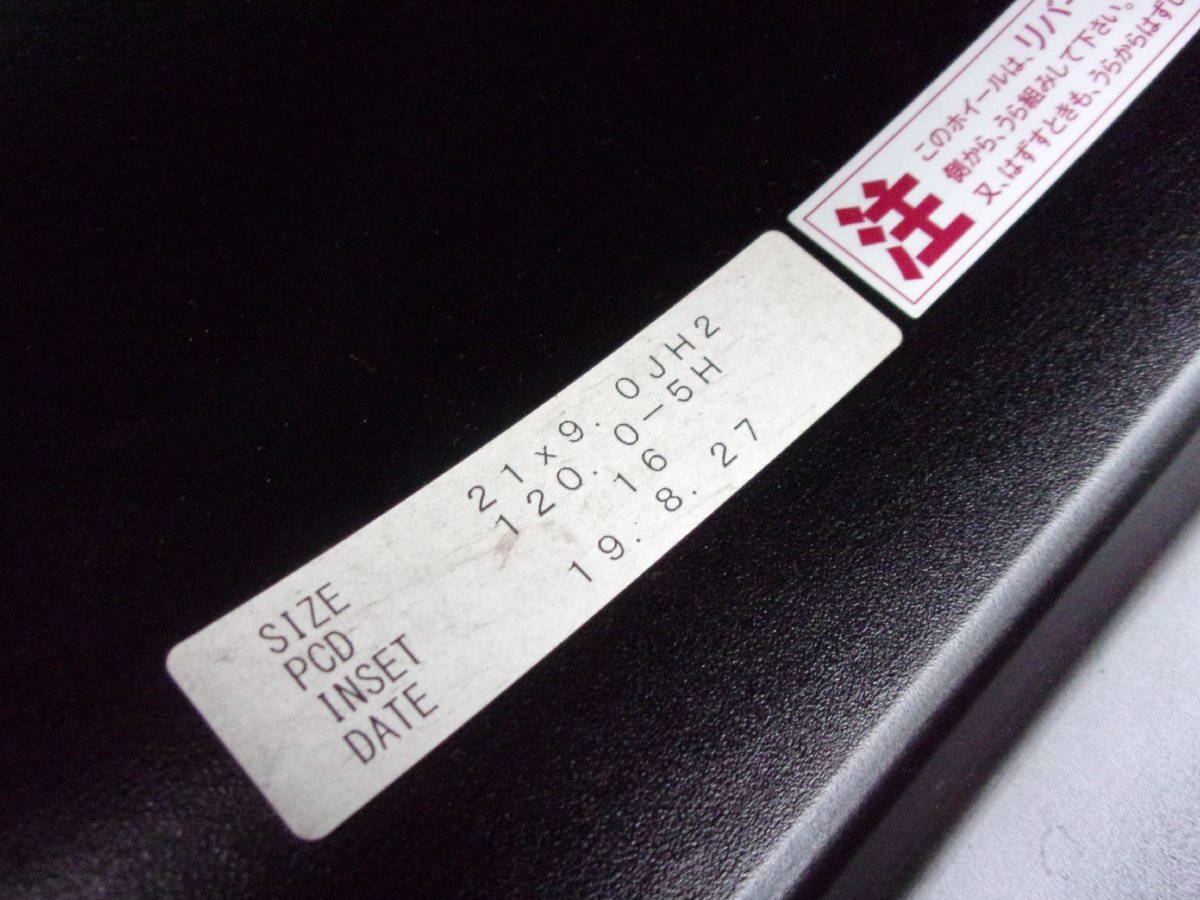 注
このホイールは、リバー
側から、うら組みして下さい。
又、はずすときも、うらからはずし
SIZE 21×9.0JH2
PCD 120.0-5H
INSET 16
DATE 19.8.27